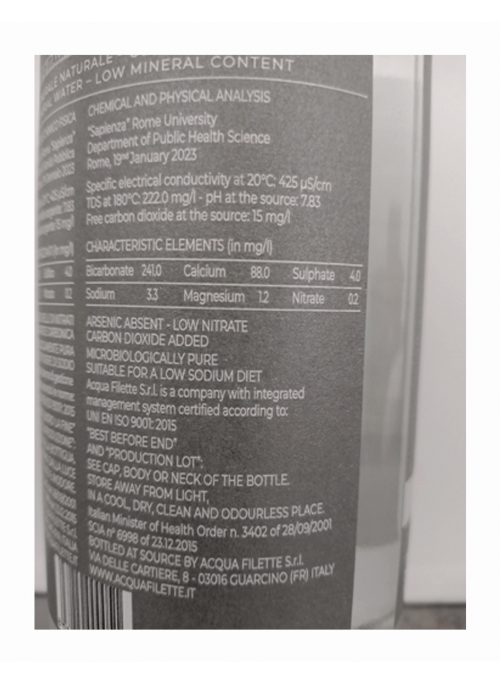 NATURALE
WATER – LOW MINERAL CONTENT
CHEMICAL AND PHYSICAL ANALYSIS
"Sapienza" Rome University
Department of Public Health Science
Rome, 19nd January 2023
Specific electrical conductivity at 20°C: 425 µS/cm
TDS at 180°C: 222.0 mg/l - pH at the source: 7.83
Free carbon dioxide at the source: 15 mg/l
CHARACTERISTIC ELEMENTS (in mg/l)
Bicarbonate 241.0 Calcium 88.0 Sulphate 4.0
Sodium 3.3 Magnesium 1.2 Nitrate 0.2
ARSENIC ABSENT - LOW NITRATE
CARBON DIOXIDE ADDED
MICROBIOLOGICALLY PURE
SUITABLE FOR A LOW SODIUM DIET
Acqua Filette S.r.l. is a company with integrated
management system certified according to:
UNI EN ISO 9001: 2015
"BEST BEFORE END"
AND "PRODUCTION LOT":
SEE CAP, BODY OR NECK OF THE BOTTLE.
STORE AWAY FROM LIGHT,
IN A COOL, DRY, CLEAN AND ODOURLESS PLACE.
Italian Minister of Health Order n. 3402 of 28/09/2001
SCIA n° 6998 of 23.12.2015
BOTTLED AT SOURCE BY ACQUA FILETTE S.r.l.
VIA DELLE CARTIERE, 8 - 03016 GUARCINO (FR) ITALY
WWW.ACQUAFILETTE.IT